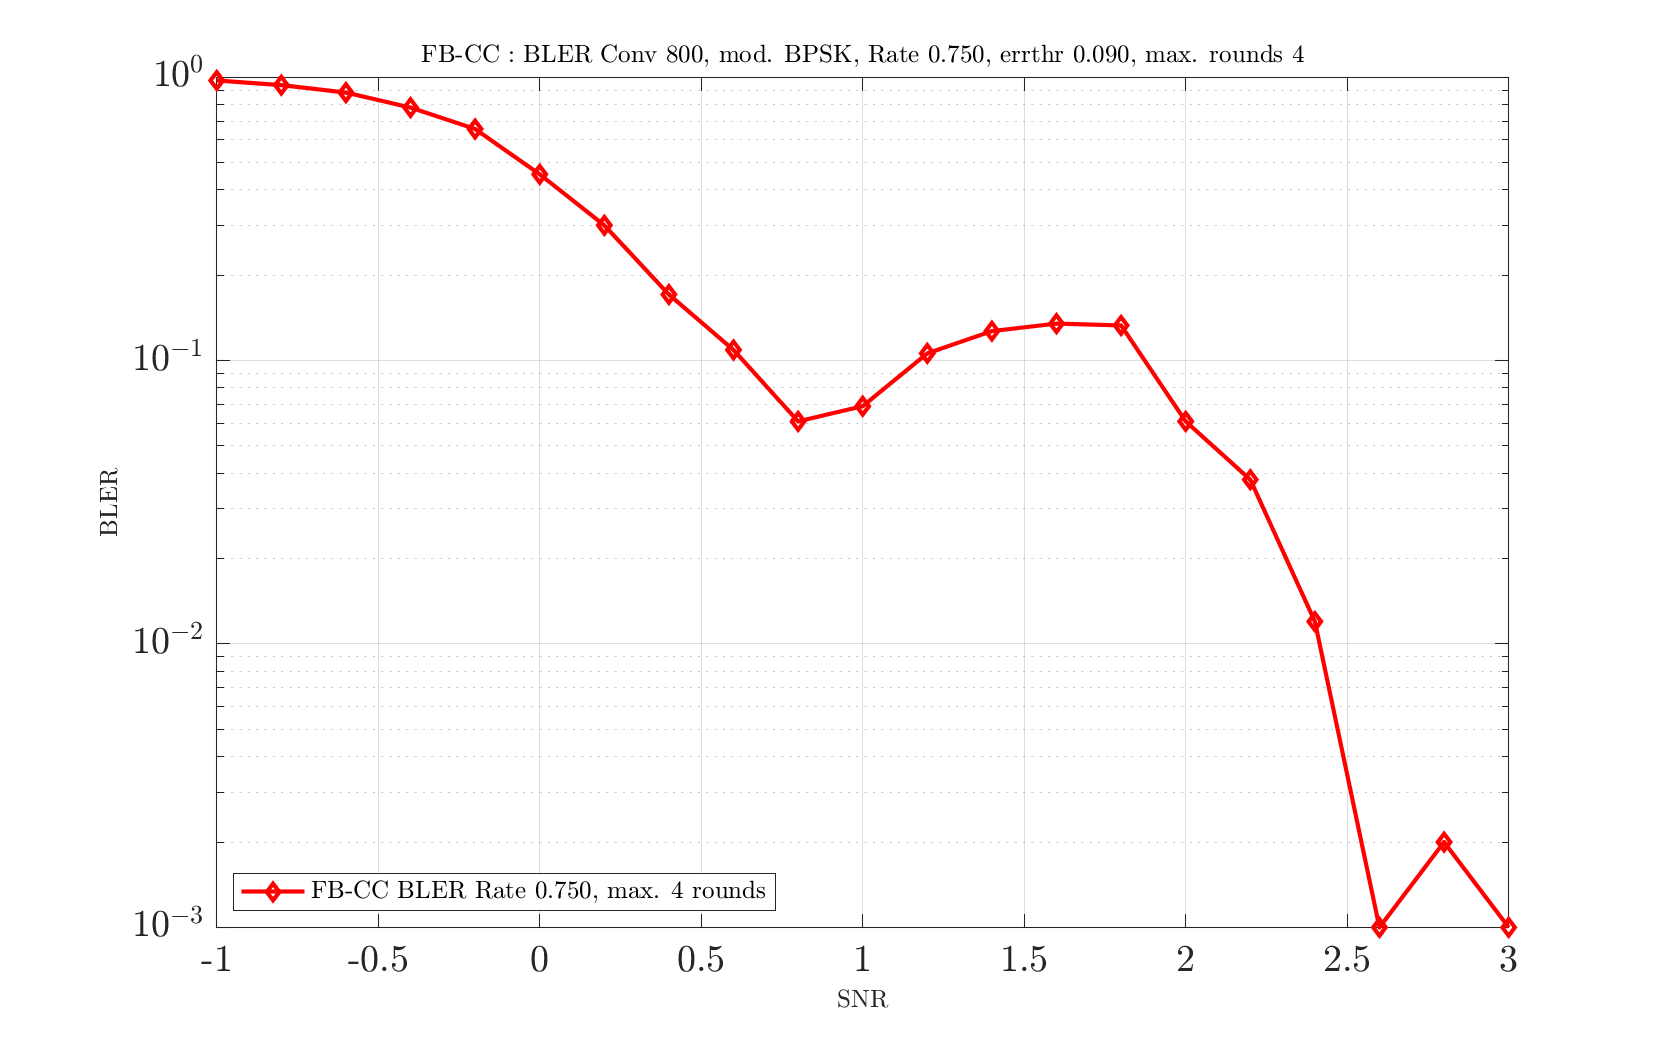 FB-CC : BLER Conv 800, mod. BPSK, Rate 0.750, errthr 0.090, max. rounds 4
10^0
10^−1
10^−2
10^−3
BLER
FB-CC BLER Rate 0.750, max. 4 rounds
-1 -0.5 0 0.5 1 1.5 2 2.5 3
SNR